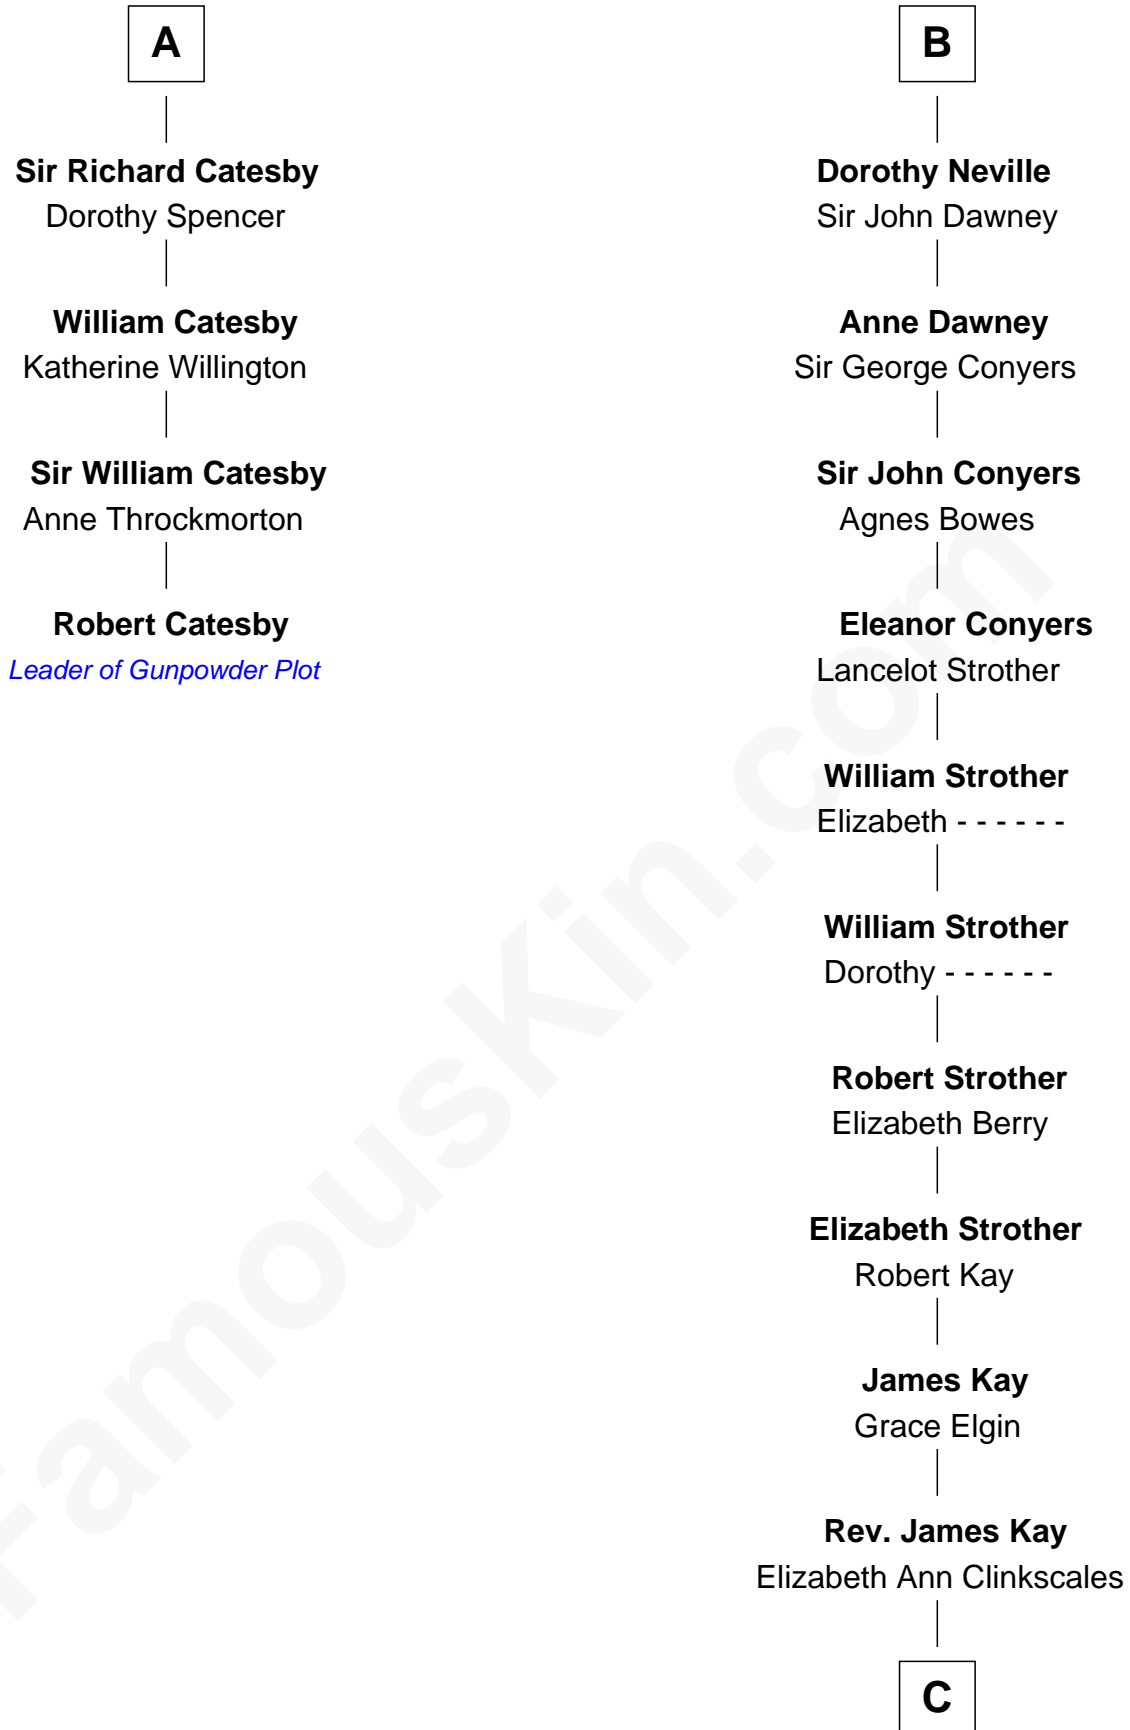 A
Sir Richard Catesby
Dorothy Spencer
William Catesby
Katherine Willington
Sir William Catesby
Anne Throckmorton
Robert Catesby
Leader of Gunpowder Plot
B
Dorothy Neville
Sir John Dawney
Anne Dawney
Sir George Conyers
Sir John Conyers
Agnes Bowes
Eleanor Conyers
Lancelot Strother
William Strother
Elizabeth - - - - - -
William Strother
Dorothy - - - - - -
Robert Strother
Elizabeth Berry
Elizabeth Strother
Robert Kay
James Kay
Grace Elgin
Rev. James Kay
Elizabeth Ann Clinkscales
C
FamousKin.com